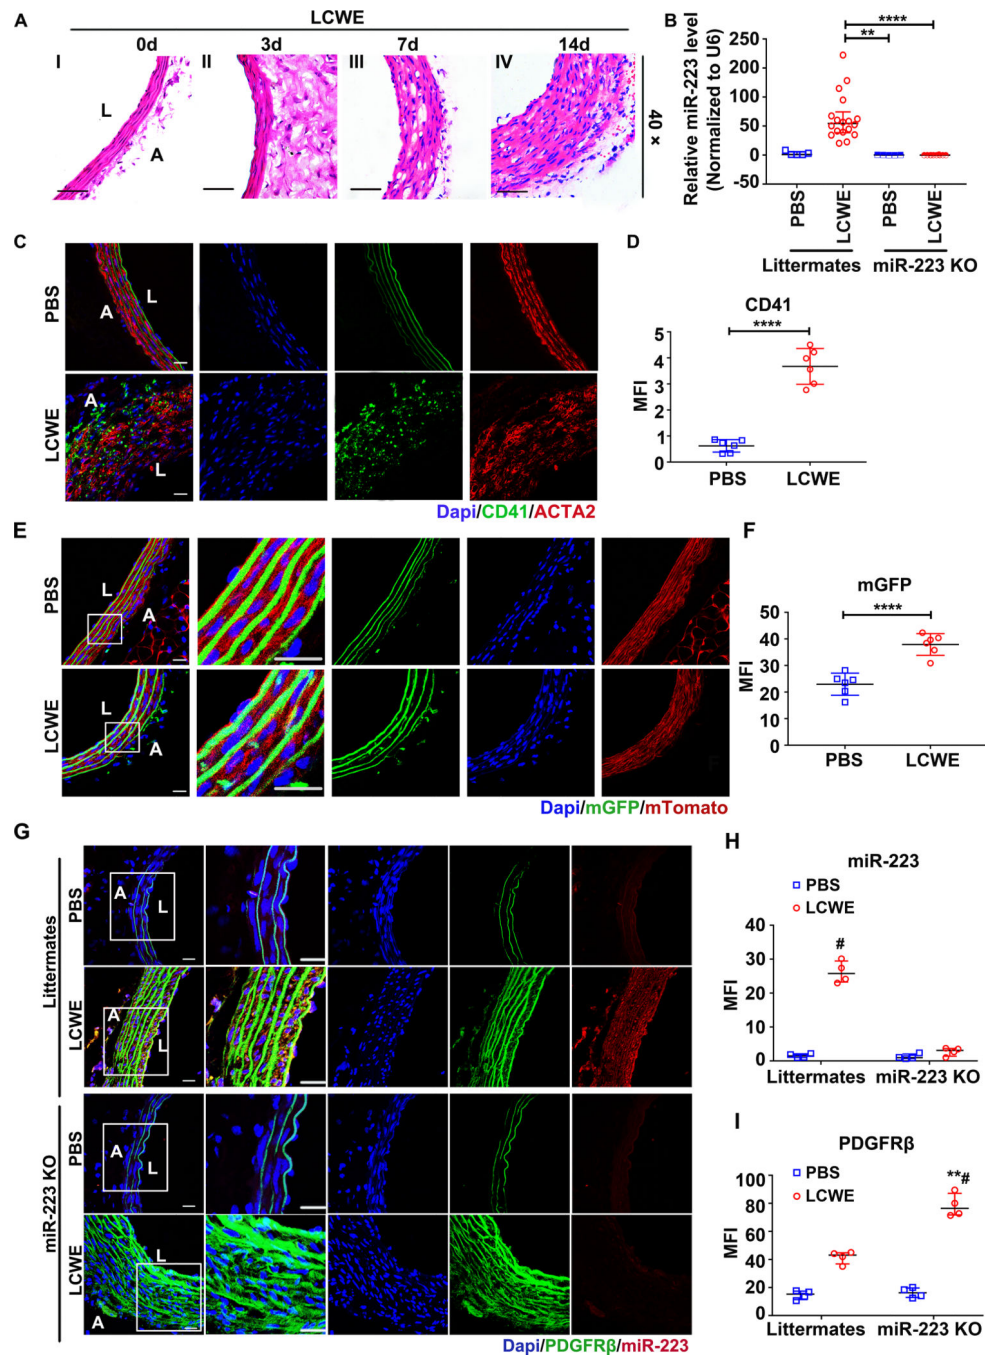 A
LCWE
0d 3d 7d 14d
I II III IV
L
A
40 ×
B
Relative miR-223 level
(Normalized to U6)
250
200
100
50
0
-50
**
****
PBS LCWE PBS LCWE
Littermates miR-223 KO
C
PBS
A L
LCWE
A
L
Dapi/CD41/ACTA2
D
CD41
****
MFI
5
4
3
2
1
0
PBS LCWE
E
PBS
L
A
LCWE
L
A
Dapi/mGFP/mTomato
F
mGFP
****
MFI
50
40
30
20
10
0
PBS LCWE
G
Littermates
PBS
A L
LCWE
A
L
miR-223 KO
PBS
A L
LCWE
L
A
Dapi/PDGFRβ/miR-223
H
miR-223
PBS
LCWE
MFI
40
30
20
10
0
#
Littermates miR-223 KO
I
PDGFRβ
PBS
LCWE
MFI
100
80
60
40
20
0
**#
Littermates miR-223 KO